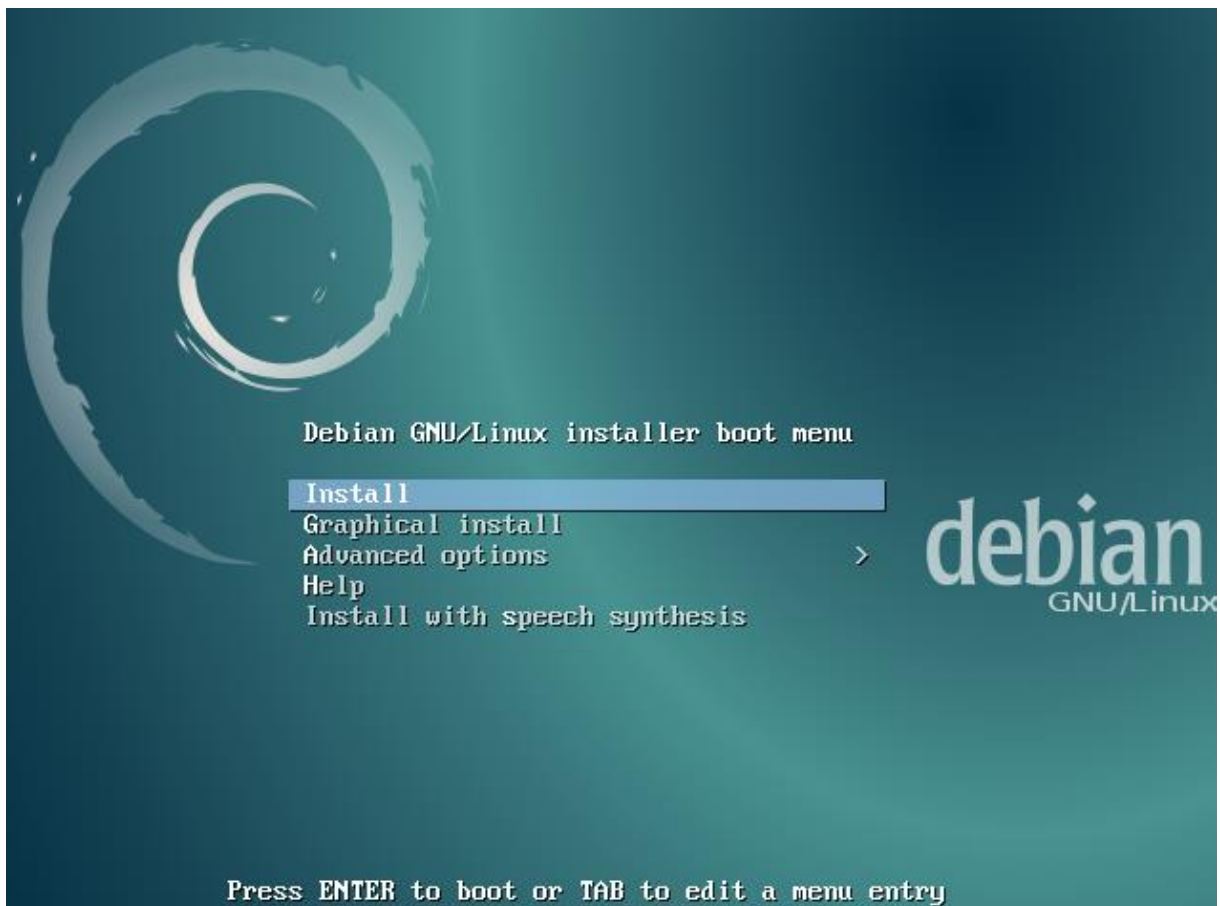 Debian GNU/Linux installer boot menu
Install
Graphical install
Advanced options >
Help
Install with speech synthesis
debian
GNU/Linux
Press ENTER to boot or TAB to edit a menu entry